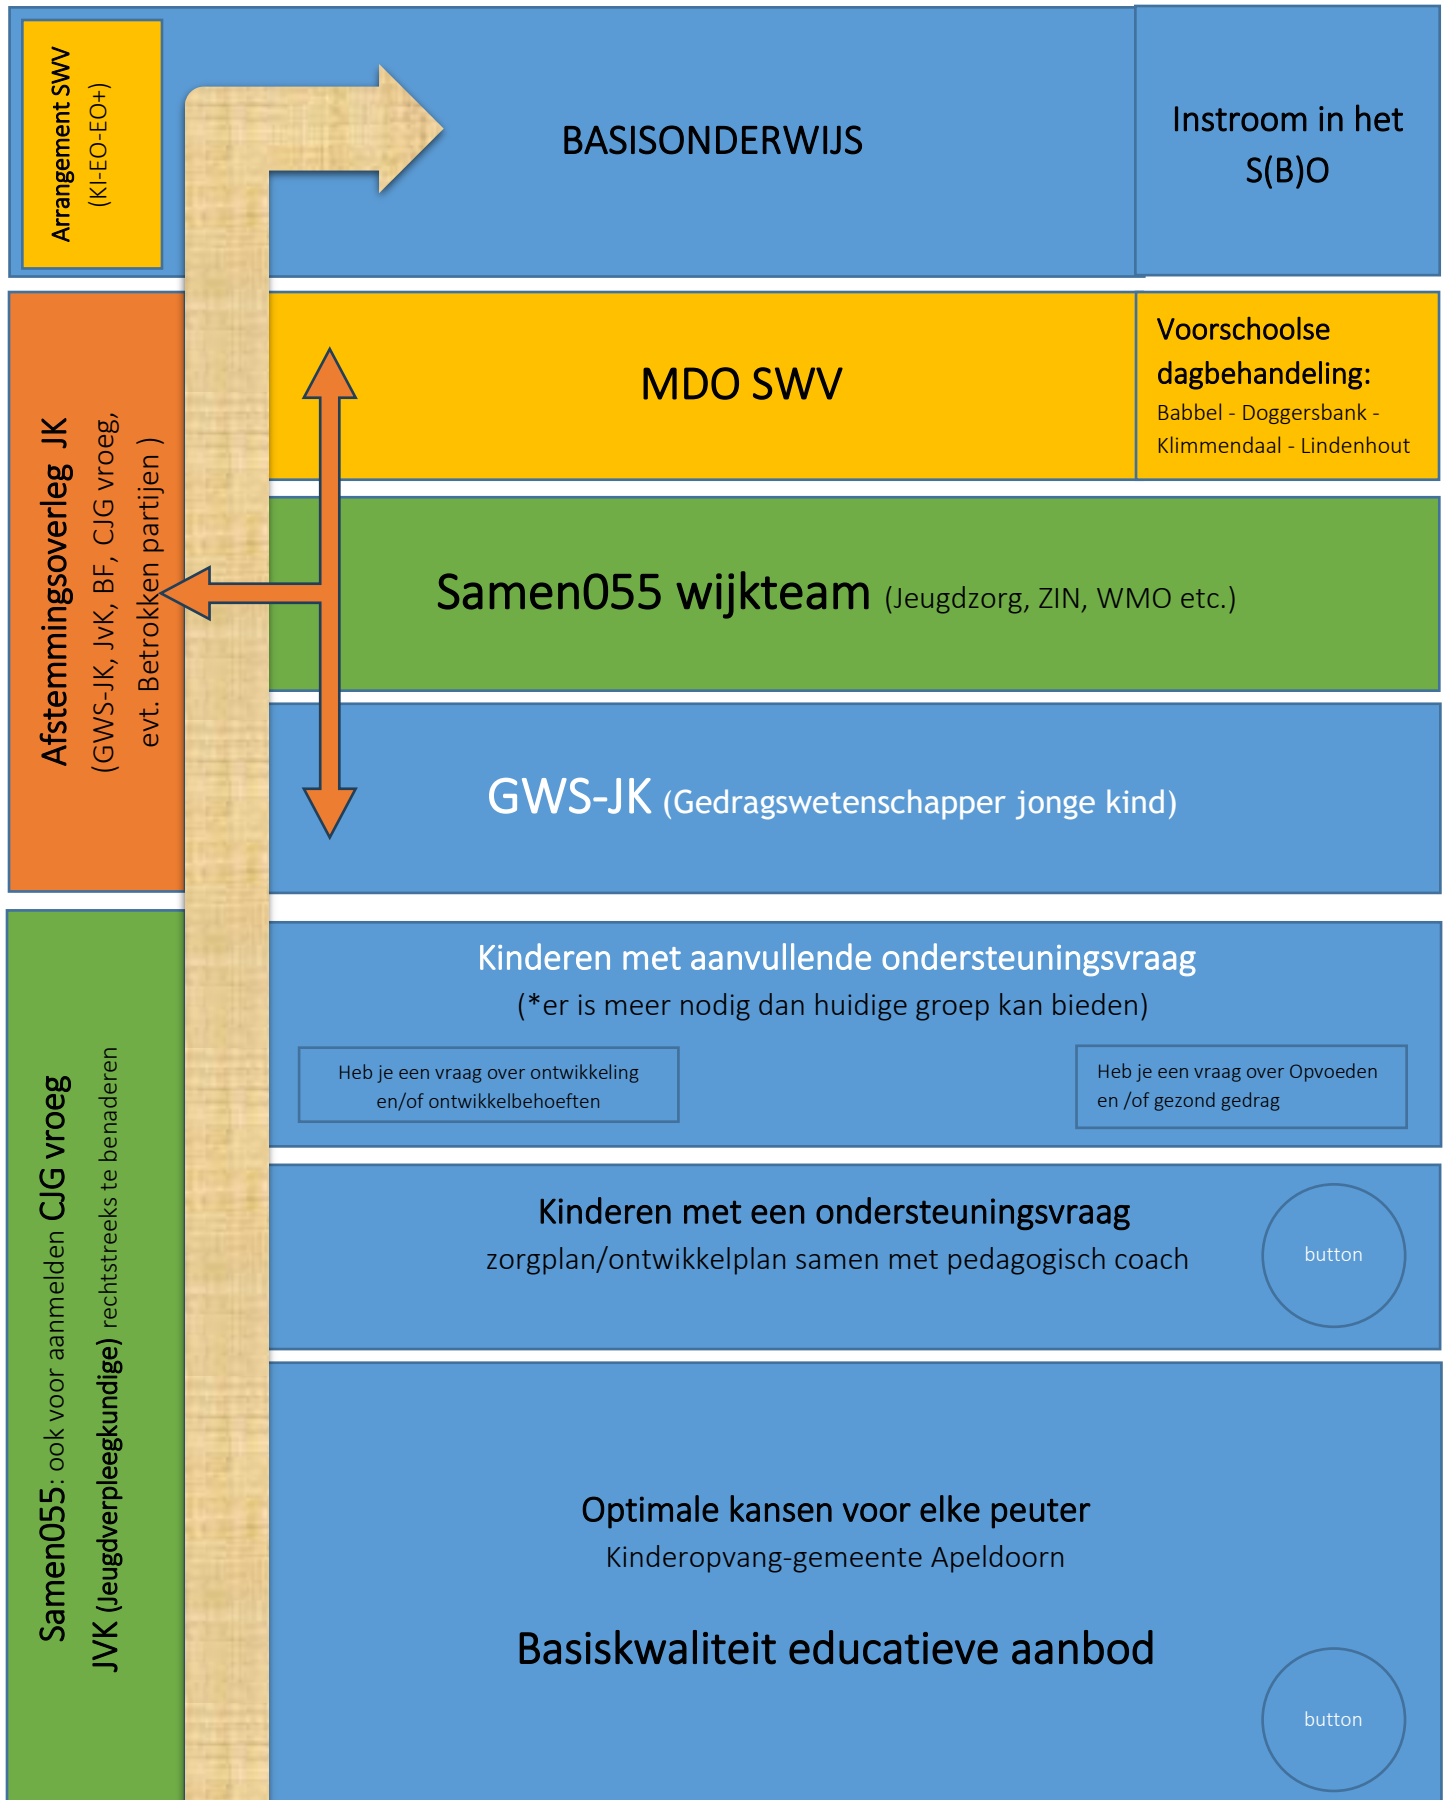 Arrangement SWV
(KI-EO-EO+)
BASISONDERWIJS
Instroom in het
S(B)O
Afstemmingsoverleg JK
(GWS-JK, JvK, BF, CJG vroeg,
evt. Betrokken partijen )
MDO SWV
Voorschoolse
dagbehandeling:
Babbel - Doggersbank -
Klimmendaal - Lindenhout
Samen055 wijkteam (Jeugdzorg, ZIN, WMO etc.)
GWS-JK (Gedragswetenschapper jonge kind)
Samen055: ook voor aanmelden CJG vroeg
JVK (Jeugdverpleegkundige) rechtstreeks te benaderen
Kinderen met aanvullende ondersteuningsvraag
(*er is meer nodig dan huidige groep kan bieden)
Heb je een vraag over ontwikkeling
en/of ontwikkelbehoeften
Heb je een vraag over Opvoeden
en /of gezond gedrag
Kinderen met een ondersteuningsvraag
zorgplan/ontwikkelplan samen met pedagogisch coach
button
Optimale kansen voor elke peuter
Kinderopvang-gemeente Apeldoorn
Basiskwaliteit educatieve aanbod
button